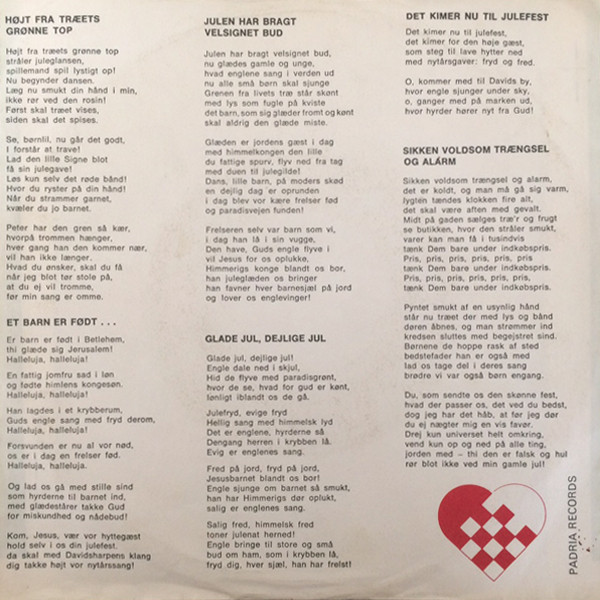 HØJT FRA TRÆETS
GRØNNE TOP
Højt fra træets grønne top
stråler juleglansen,
spillemand spil lystigt op!
Nu begynder dansen.
Læg nu smukt din hånd i min,
ikke rør ved den rosin!
Først skal træet vises,
siden skal det spises.
Se, børnlil, nu går det godt,
I forstår at trave!
Lad den lille Signe blot
få sin julegave!
Løs kun selv det røde bånd!
Hvor du ryster på din hånd!
Når du strammer garnet,
kvæler du jo barnet.
Peter har den gren så kær,
hvorpå trommen hænger,
hver gang han den kommer nær,
vil han ikke længer.
Hvad du ønsker, skal du få
når jeg blot tør stole på,
at du ej vil tromme,
før min sang er omme.
ET BARN ER FØDT . . .
Er barn er født i Betlehem,
thi glæde sig Jerusalem!
Halleluja, halleluja!
En fattig jomfru sad i løn
og fødte himlens kongesøn.
Halleluja, halleluja!
Han lagdes i et krybberum,
Guds engle sang med fryd derom,
Halleluja, halleluja!
Forsvunden er nu al vor nød,
os er i dag en frelser fød.
Halleluja, halleluja.
Og lad os gå med stille sind
som hyrderne til barnet ind,
med glædestårer takke Gud
for miskundhed og nådebud!
Kom, Jesus, vær vor hyttegæst
hold selv i os din julefest.
da skal med Davidsharpens klang
dig takke højt vor nytårssang!
JULEN HAR BRAGT
VELSIGNET BUD
Julen har bragt velsignet bud,
nu glædes gamle og unge,
hvad englene sang i verden ud
nu alle små børn skal sjunge
Grenen fra livets træ står skønt
med lys som fugle på kviste
det barn, som sig glæder fromt og kønt
skal aldrig den glæde miste.
Glæden er jordens gæst i dag
med himmelkongen den lille
du fattige spurv, flyv ned fra tag
med duen til julegilde!
Dans, lille barn, på moders skød
en dejlig dag er oprunden
i dag blev vor kære frelser fød
og paradisvejen funden!
Frelseren selv var barn som vi,
i dag han lå i sin vugge,
Den have, Guds engle flyve i
vil Jesus for os oplukke,
Himmerigs konge blandt os bor,
han juleglæden os bringer
han favner hver barnesjæl på jord
og lover os englevinger!
GLADE JUL, DEJLIGE JUL
Glade jul, dejlige jul!
Engle dale ned i skjul,
Hid de flyve med paradisgrønt,
hvor de se, hvad for gud er kønt,
lønligt iblandt os de gå.
Julefryd, evige fryd
Hellig sang med himmelsk lyd
Det er englene, hyrderne så
Dengang herren i krybben lå.
Evig er englenes sang.
Fred på jord, fryd på jord,
Jesusbarnet blandt os bor!
Engle sjunge om barnet så smukt,
han har Himmerigs dør oplukt,
salig er englenes sang.
Salig fred, himmelsk fred
toner julenat herned!
Engle bringe til store og små
bud om ham, som i krybben lå,
fryd dig, hver sjæl, han har frelst!
DET KIMER NU TIL JULEFEST
Det kimer nu til julefest,
det kimer for den høje gæst,
som steg til lave hytter ned
med nytårsgaver: fryd og fred.
O, kommer med til Davids by,
hvor engle sjunger under sky,
o, ganger med på marken ud,
hvor hyrder hører nyt fra Gud!
SIKKEN VOLDSOM TRÆNGSEL
OG ALARM
Sikken voldsom trængsel og alarm,
det er koldt, og man må gå sig varm,
lygten tændes klokken fire alt,
det skal være aften med gevalt.
Midt på gaden sælges træ'r og frugt
se butikken, hvor den stråler smukt,
varer kan man få i tusindvis
tænk Dem bare under indkøbspris.
Pris, pris, pris, pris, pris, pris,
tænk Dem bare under indkøbspris.
Pris, pris, pris, pris, pris, pris,
tænk Dem bare under indkøbspris.
Pyntet smukt af en usynlig hånd
står nu træet der med lys og bånd
døren åbnes, og man strømmer ind
kredsen sluttes med begejstret sind.
Børnene de hoppe rask af sted
bedstefader han er også med
lad os tage del i deres sang
brødre vi var også børn engang.
Du, som sendte os den skønne fest,
hvad der passer os, det ved du bedst,
dog jeg har det håb, at før jeg dør
du ej nægter mig en vis favør.
Drej kun universet helt omkring,
vend kun op og ned på alle ting,
jorden med – thi den er falsk og hul
rør blot ikke ved min gamle jul!
PADRIA RECORDS